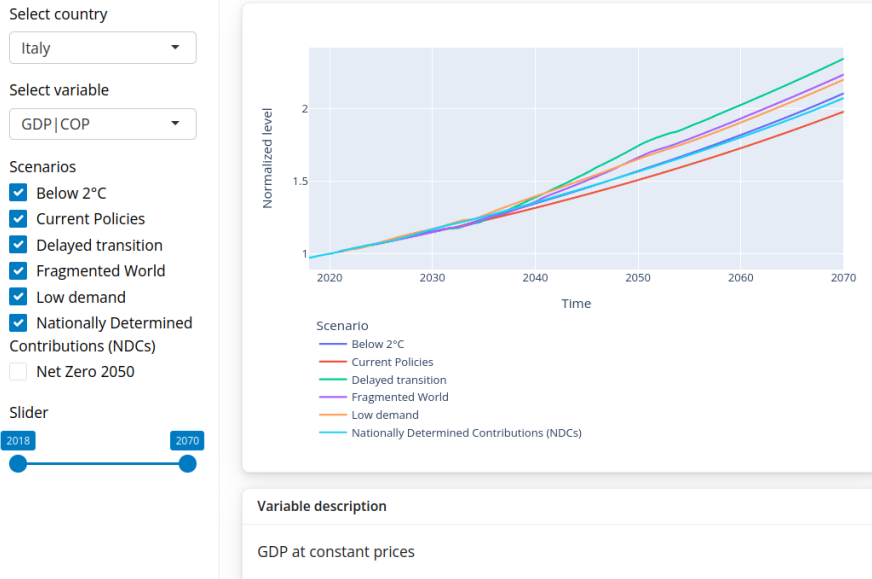 Select country
Italy
Select variable
GDP|COP
Scenarios
Below 2°C
Current Policies
Delayed transition
Fragmented World
Low demand
Nationally Determined
Contributions (NDCs)
Net Zero 2050
Slider
2018
2070
Normalized level
2
1.5
1
2020
2030
2040
2050
2060
2070
Time
Scenario
Below 2°C
Current Policies
Delayed transition
Fragmented World
Low demand
Nationally Determined Contributions (NDCs)
Variable description
GDP at constant prices